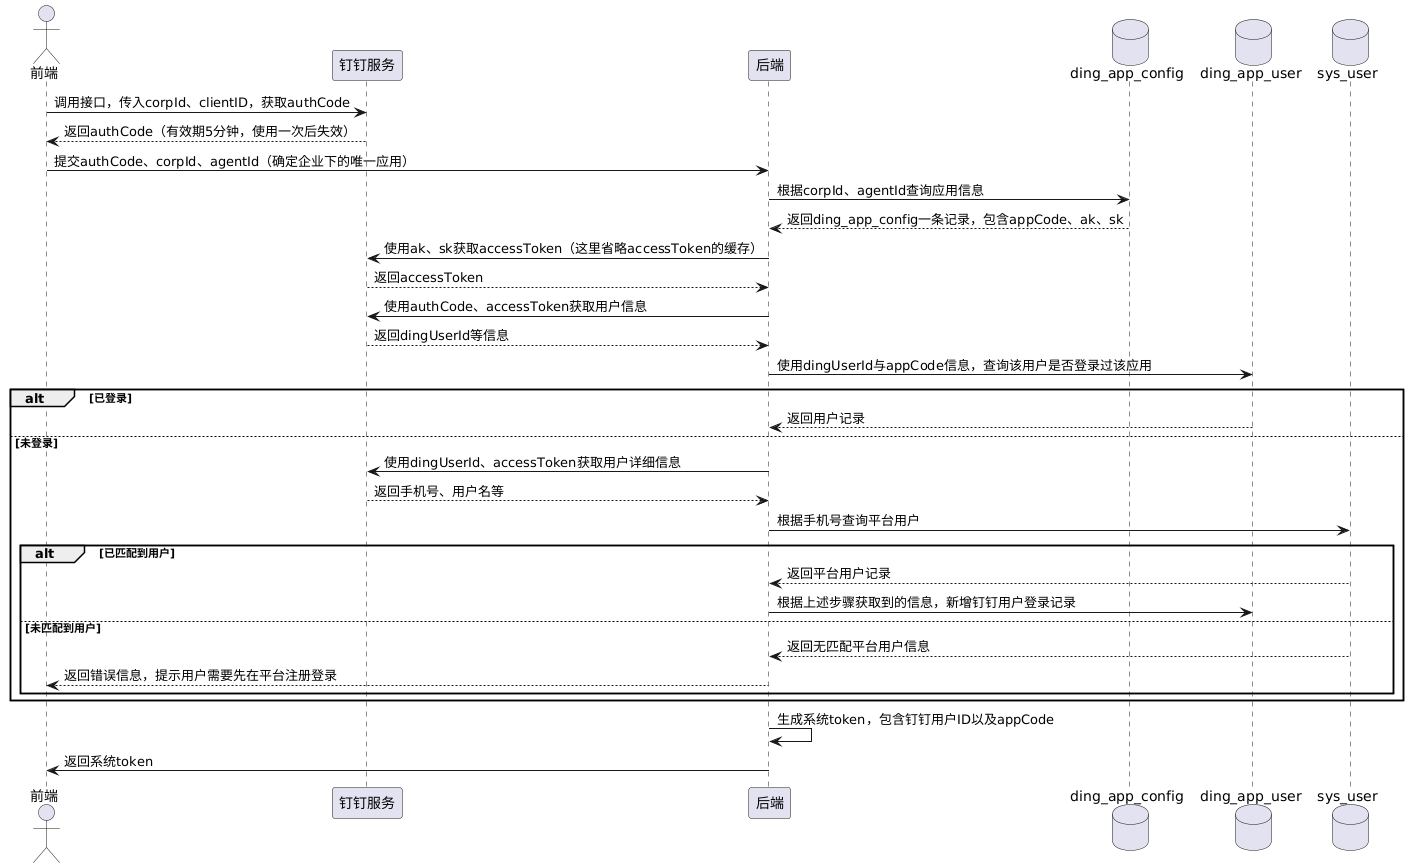 前端
钉钉服务
后端
ding_app_config
ding_app_user
sys_user
调用接口，传入corpId、clientID，获取authCode
返回authCode（有效期5分钟，使用一次后失效）
提交authCode、corpId、agentId（确定企业下的唯一应用）
根据corpId、agentId查询应用信息
返回ding_app_config一条记录，包含appCode、ak、sk
使用ak、sk获取accessToken（这里省略accessToken的缓存）
返回accessToken
使用authCode、accessToken获取用户信息
返回dingUserId等信息
使用dingUserId与appCode信息，查询该用户是否登录过该应用
alt [已登录]
返回用户记录
[未登录]
使用dingUserId、accessToken获取用户详细信息
返回手机号、用户名等
根据手机号查询平台用户
alt [已匹配到用户]
返回平台用户记录
根据上述步骤获取到的信息，新增钉钉用户登录记录
[未匹配到用户]
返回无匹配平台用户信息
返回错误信息，提示用户需要先在平台注册登录
生成系统token，包含钉钉用户ID以及appCode
返回系统token
前端
钉钉服务
后端
ding_app_config
ding_app_user
sys_user